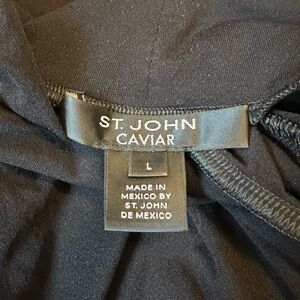 ST. JOHN
CAVIAR
L
MADE IN
MEXICO BY
ST. JOHN
DE MEXICO